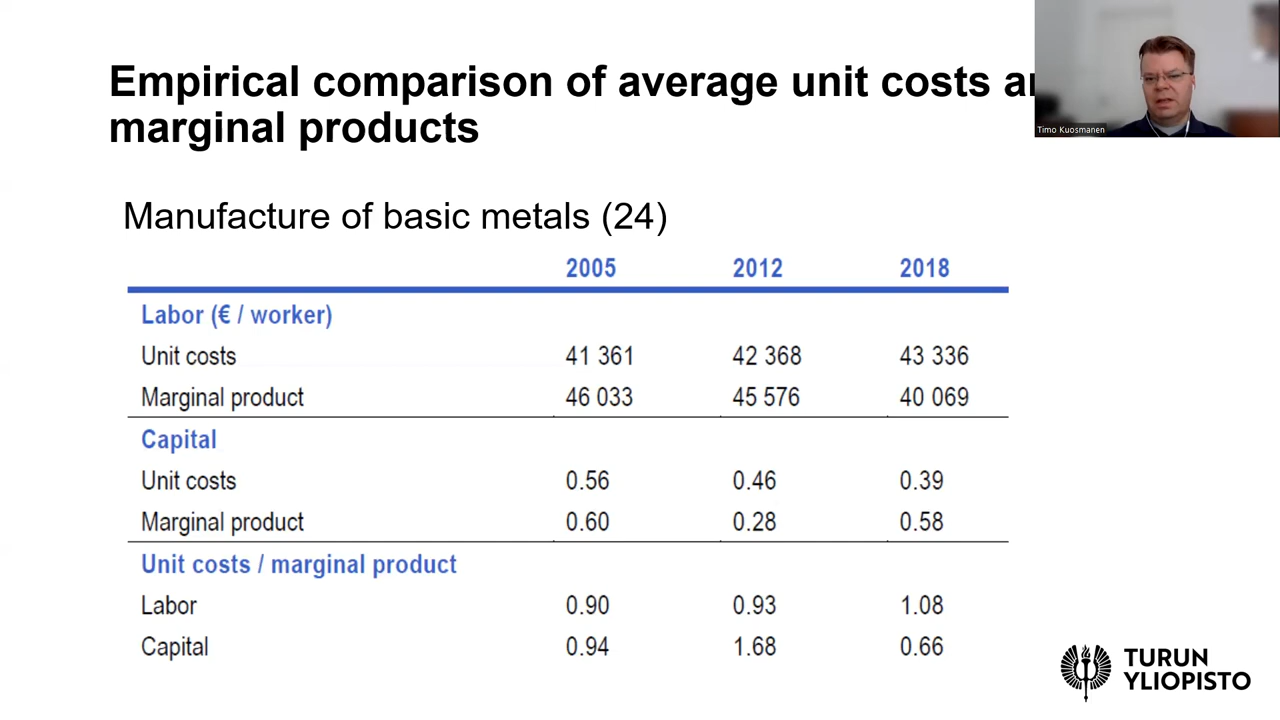 Empirical comparison of average unit costs
marginal products
Timo Kuosmanen
Manufacture of basic metals (24)
2005 2012 2018
Labor (€ / worker)
Unit costs 41 361 42 368 43 336
Marginal product 46 033 45 576 40 069
Capital
Unit costs 0.56 0.46 0.39
Marginal product 0.60 0.28 0.58
Unit costs / marginal product
Labor 0.90 0.93 1.08
Capital 0.94 1.68 0.66
TURUN
YLIOPISTO